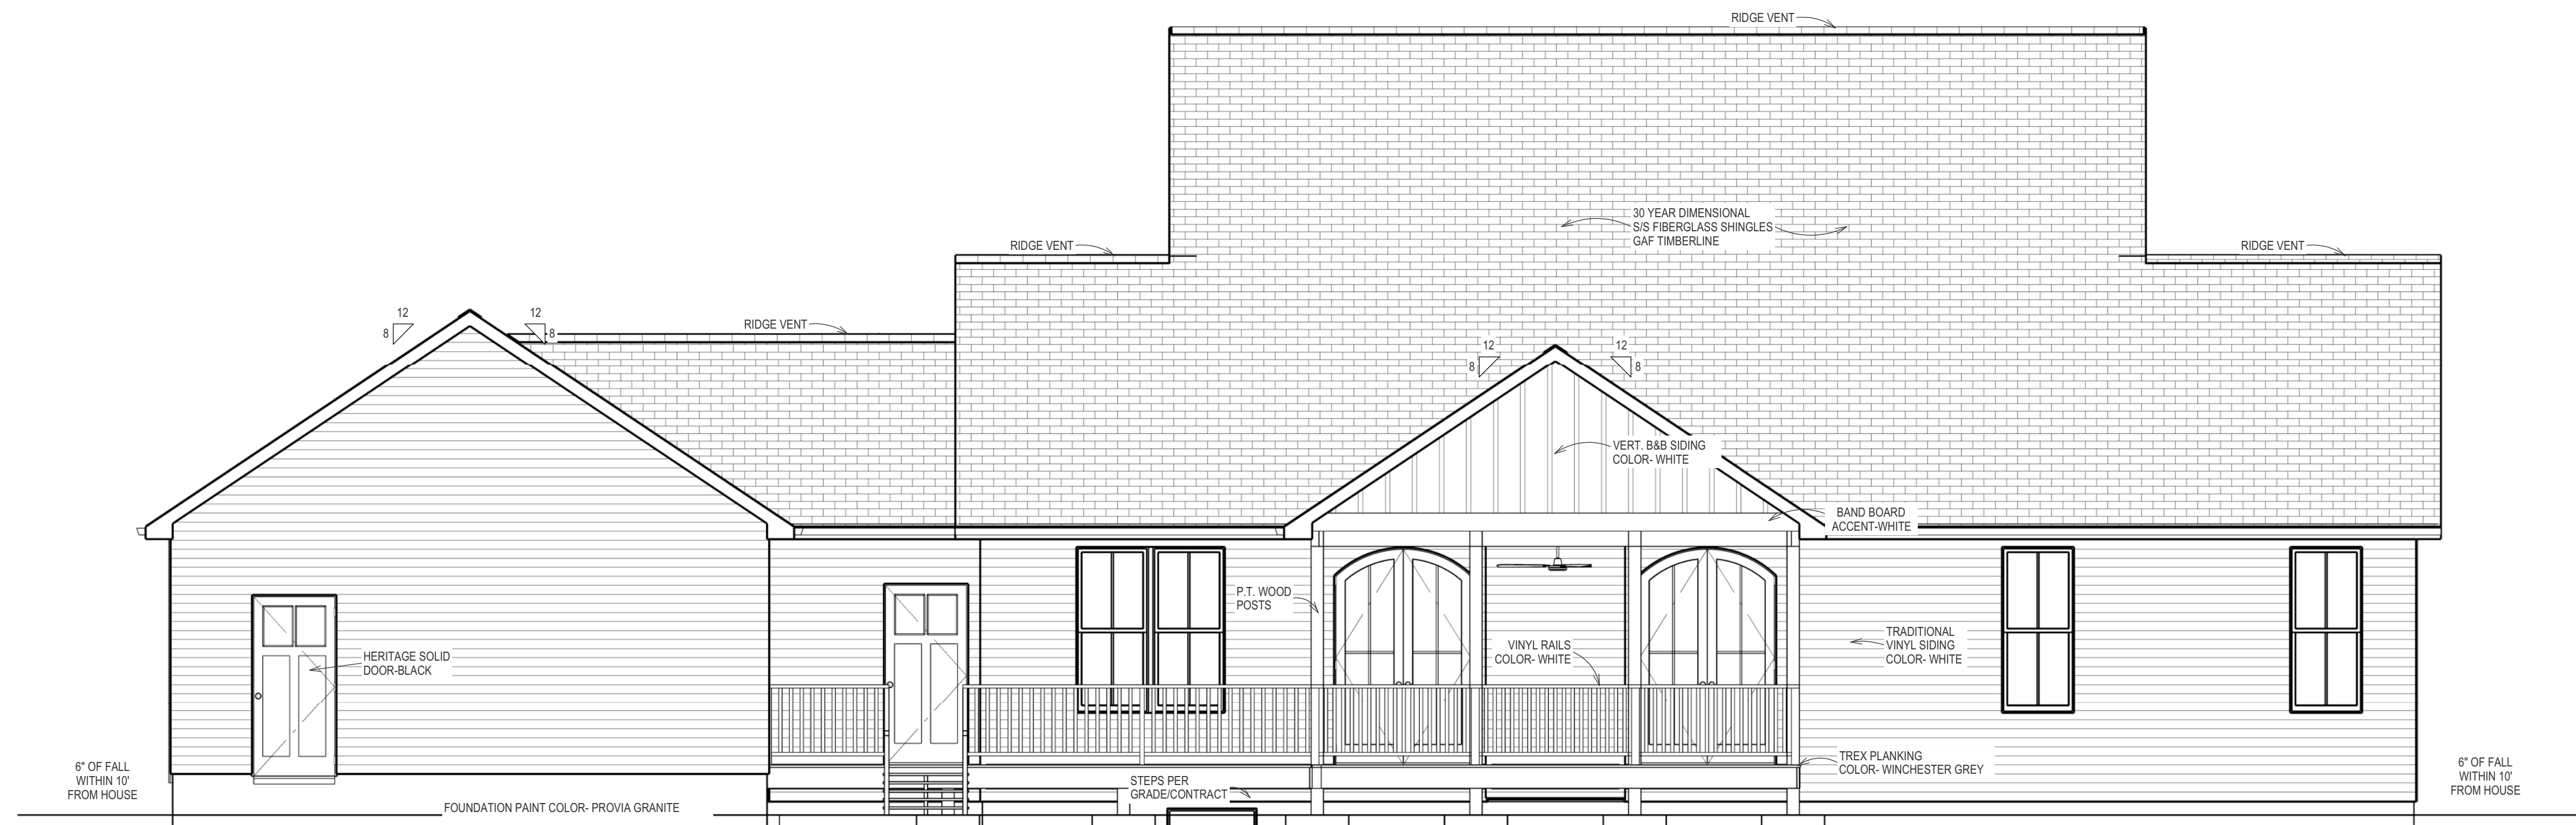 RIDGE VENT
30 YEAR DIMENSIONAL
S/S FIBERGLASS SHINGLES
GAF TIMBERLINE
RIDGE VENT
RIDGE VENT
12
8
12
8
RIDGE VENT
12
8
12
8
VERT. B&B SIDING
COLOR- WHITE
BAND BOARD
ACCENT-WHITE
P.T. WOOD
POSTS
HERITAGE SOLID
DOOR-BLACK
VINYL RAILS
COLOR- WHITE
TRADITIONAL
VINYL SIDING
COLOR- WHITE
6" OF FALL
WITHIN 10'
FROM HOUSE
FOUNDATION PAINT COLOR- PROVIA GRANITE
STEPS PER
GRADE/CONTRACT
TREX PLANKING
COLOR- WINCHESTER GREY
6" OF FALL
WITHIN 10'
FROM HOUSE